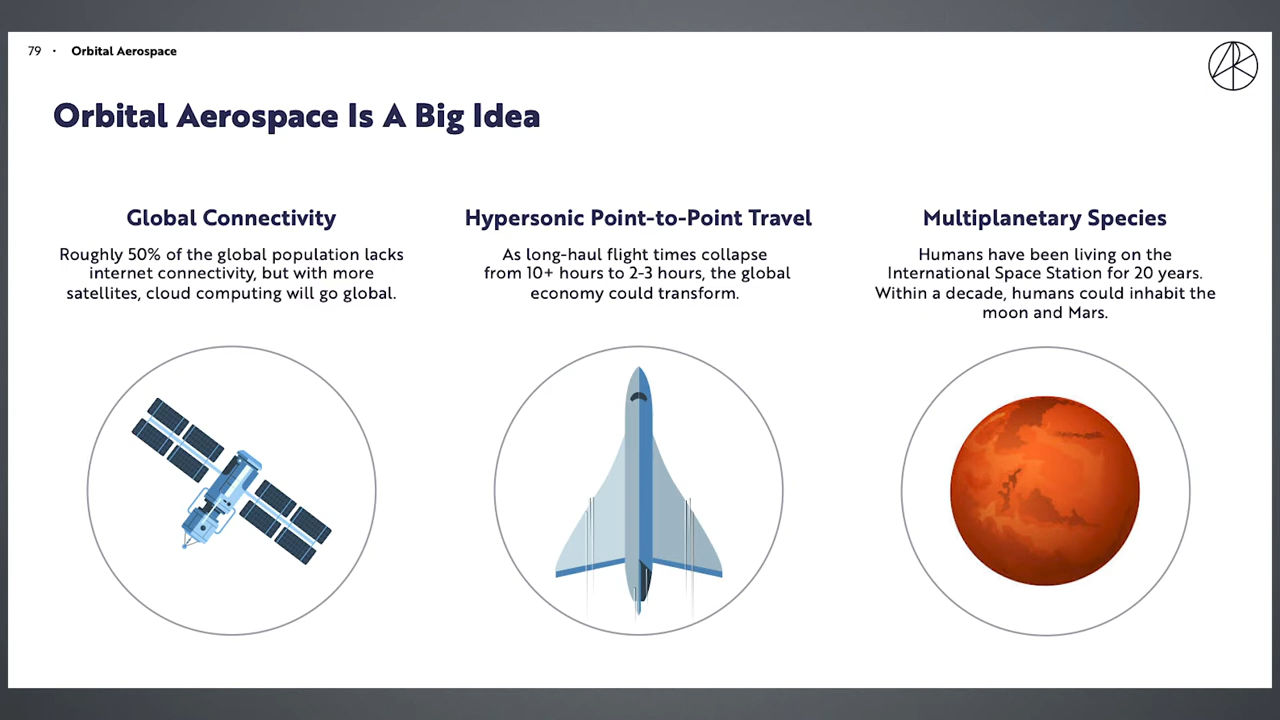 79 · Orbital Aerospace
Orbital Aerospace Is A Big Idea
Global Connectivity
Roughly 50% of the global population lacks
internet connectivity, but with more
satellites, cloud computing will go global.
Hypersonic Point-to-Point Travel
As long-haul flight times collapse
from 10+ hours to 2-3 hours, the global
economy could transform.
Multiplanetary Species
Humans have been living on the
International Space Station for 20 years.
Within a decade, humans could inhabit the
moon and Mars.